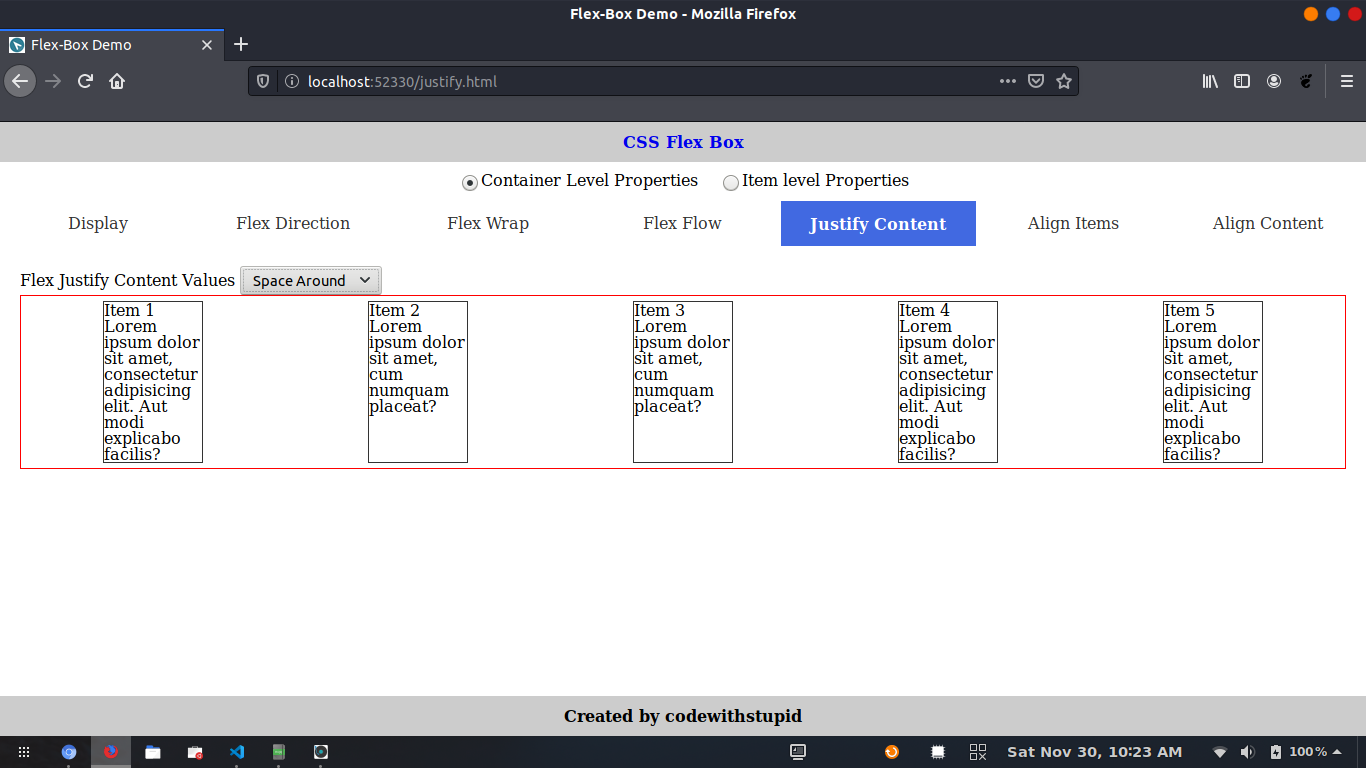 Flex-Box Demo - Mozilla Firefox
Flex-Box Demo
localhost:52330/justify.html
CSS Flex Box
Container Level Properties Item level Properties
Display Flex Direction Flex Wrap Flex Flow Justify Content Align Items Align Content
Flex Justify Content Values Space Around
Item 1
Lorem
ipsum dolor
sit amet,
consectetur
adipisicing
elit. Aut
modi
explicabo
facilis?
Item 2
Lorem
ipsum dolor
sit amet,
cum
numquam
placeat?
Item 3
Lorem
ipsum dolor
sit amet,
cum
numquam
placeat?
Item 4
Lorem
ipsum dolor
sit amet,
consectetur
adipisicing
elit. Aut
modi
explicabo
facilis?
Item 5
Lorem
ipsum dolor
sit amet,
consectetur
adipisicing
elit. Aut
modi
explicabo
facilis?
Created by codewithstupid
Sat Nov 30, 10:23 AM 100 %